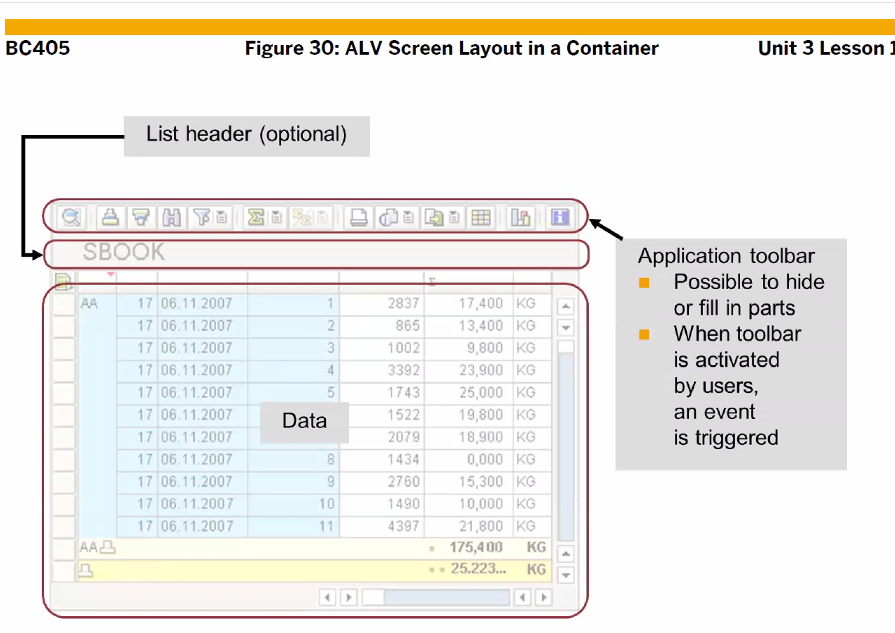 BC405 Figure 30: ALV Screen Layout in a Container Unit 3 Lesson 1
List header (optional)
SBOOK
Application toolbar
Possible to hide
or fill in parts
When toolbar
is activated
by users,
an event
is triggered
Σ
AA 17 06.11.2007 1 2837 17,400 KG
17 06.11.2007 2 865 13,400 KG
17 06.11.2007 3 1002 9,800 KG
17 06.11.2007 4 3392 23,900 KG
17 06.11.2007 5 1743 25,000 KG
17 06.11.2007 1522 19,800 KG
Data
17 06.11.2007 2079 18,900 KG
17 06.11.2007 8 1434 0,000 KG
17 06.11.2007 9 2760 15,300 KG
17 06.11.2007 10 1490 10,000 KG
17 06.11.2007 11 4397 21,800 KG
AA 175,400 KG
25.223... KG